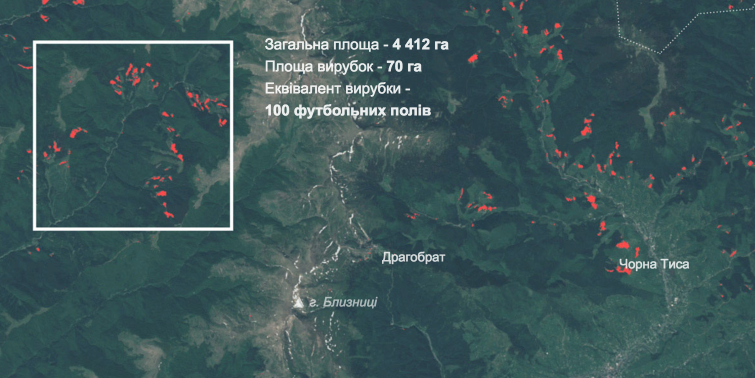 Загальна площа - 4 412 га
Площа вирубок - 70 га
Еквівалент вирубки -
100 футбольних полів
Драгобрат
Чорна Тиса
г. Близниці